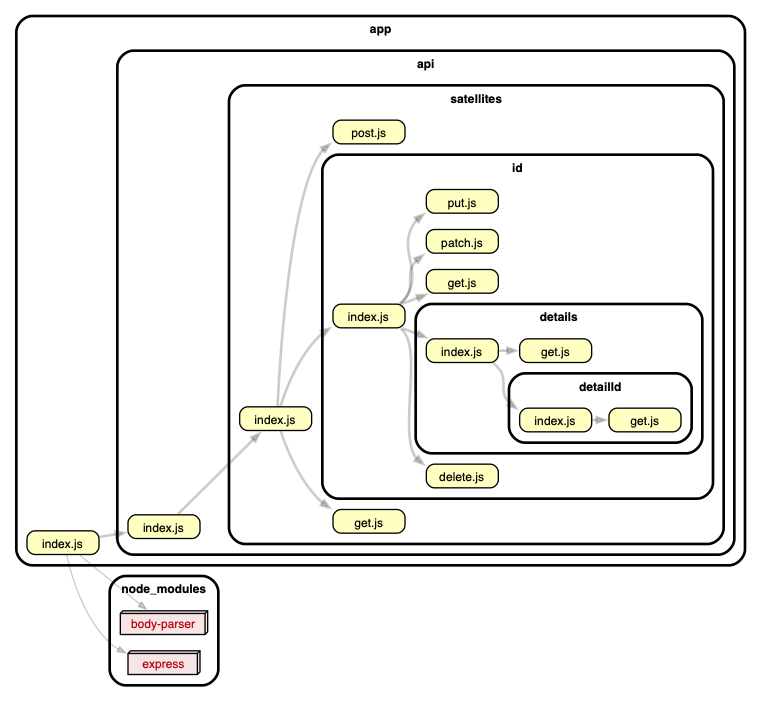 app
api
satellites
post.js
id
put.js
patch.js
get.js
index.js
details
index.js
get.js
detailId
index.js
get.js
index.js
delete.js
get.js
index.js
index.js
node_modules
body-parser
express